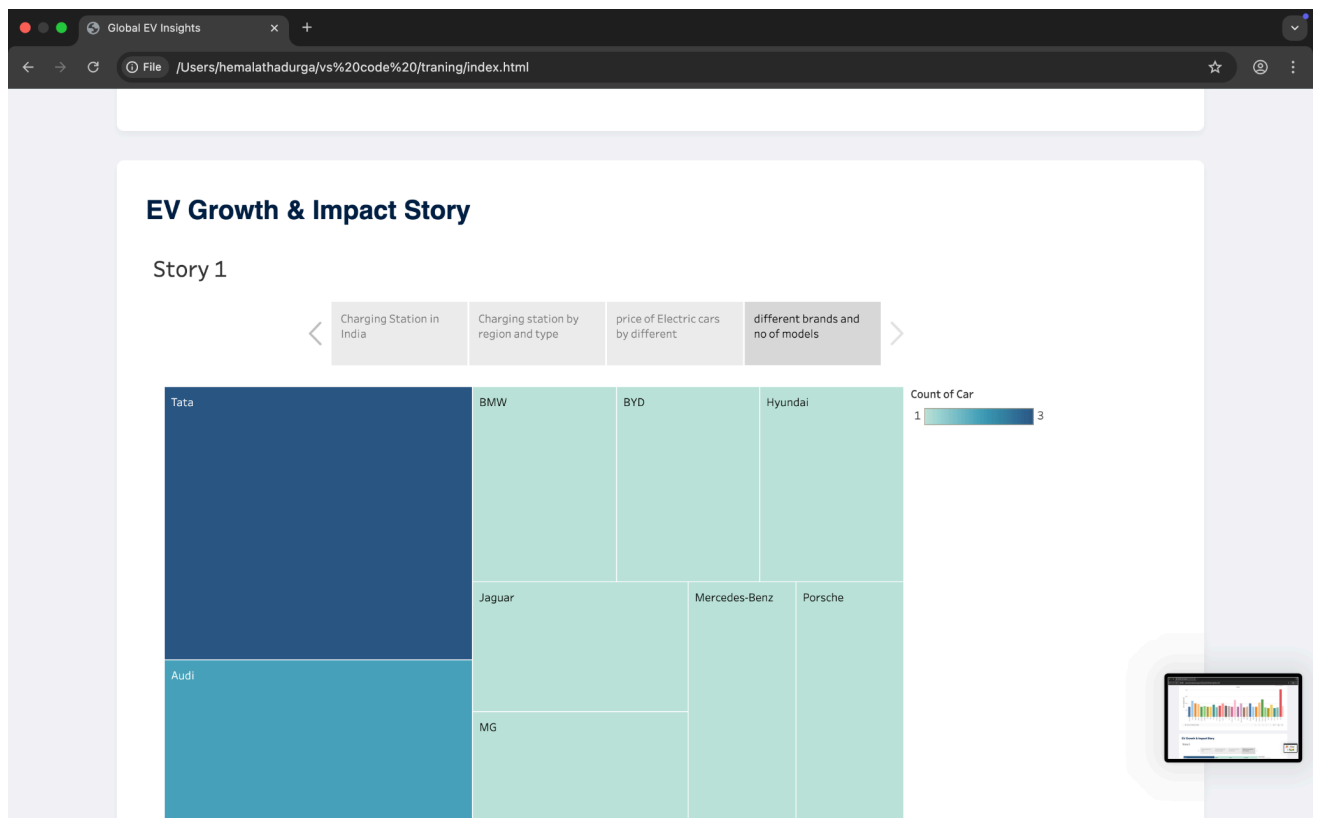 Global EV Insights
File /Users/hemalathadurga/vs%20code%20/traning/index.html
EV Growth & Impact Story
Story 1
Charging Station in
India
Charging station by
region and type
price of Electric cars
by different
different brands and
no of models
Tata
BMW
BYD
Hyundai
Count of Car
1 3
Jaguar
Mercedes-Benz
Porsche
Audi
MG